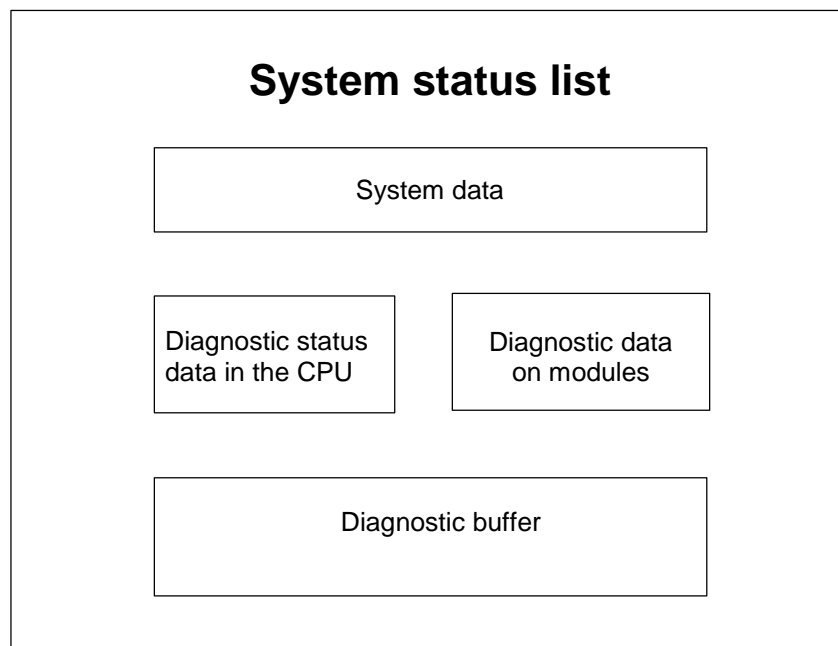 System status list
System data
Diagnostic status
data in the CPU
Diagnostic data
on modules
Diagnostic buffer